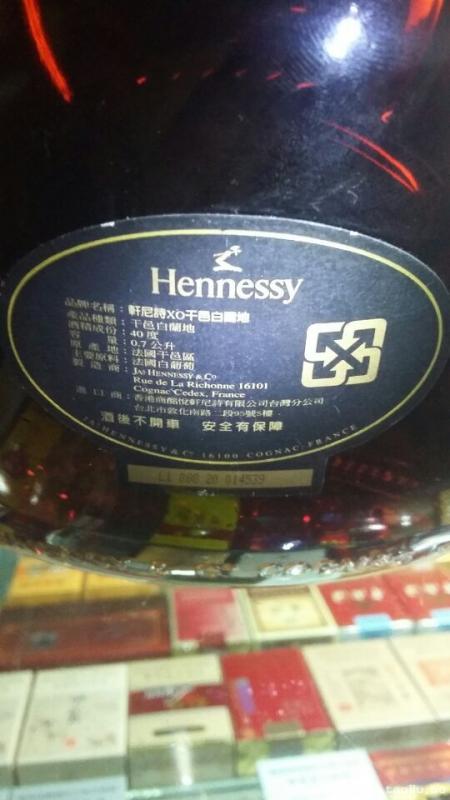 Hennessy
品牌名稱：軒尼詩XO干邑白蘭地
產品種類：干邑白蘭地
酒精成份：40度
容量：0.7公升
原產地：法國干邑區
主要原料：法國白葡萄
製造商：JAS HENNESSY & CO
Rue de La Richonne 16101
Cognac Cedex, France
進口商：香港商酩悅軒尼詩有限公司台灣分公司
台北市敦化南路二段95號5樓
酒後不開車 安全有保障
JAS HENNESSY & Cº 16100 COGNAC-FRANCE